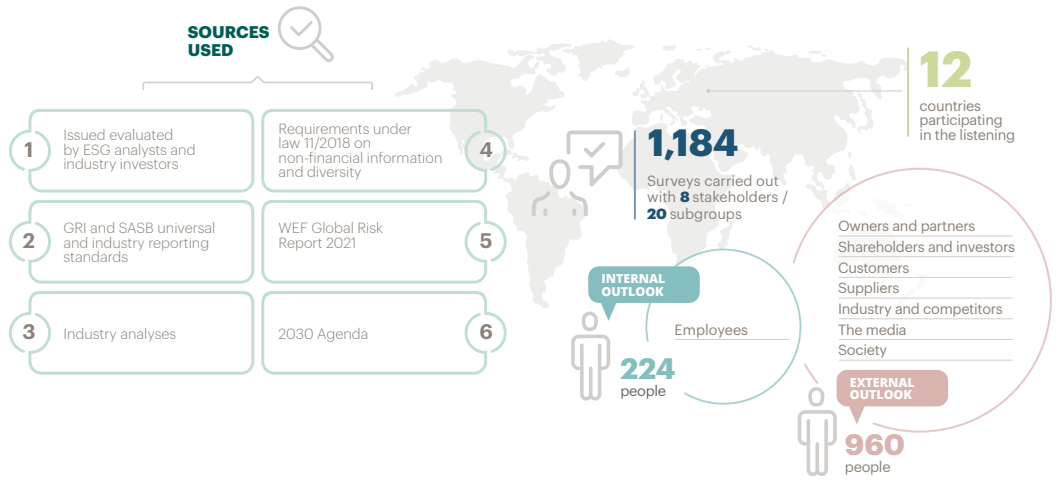 SOURCES
USED
1
Issued evaluated
by ESG analysts and
industry investors
2
GRI and SASB universal
and industry reporting
standards
3
Industry analyses
Requirements under
law 11/2018 on
non-financial information
and diversity
4
WEF Global Risk
Report 2021
5
2030 Agenda
6
12
countries
participating
in the listening
1,184
Surveys carried out
with 8 stakeholders /
20 subgroups
INTERNAL
OUTLOOK
Employees
224
people
Owners and partners
Shareholders and investors
Customers
Suppliers
Industry and competitors
The media
Society
EXTERNAL
OUTLOOK
960
people